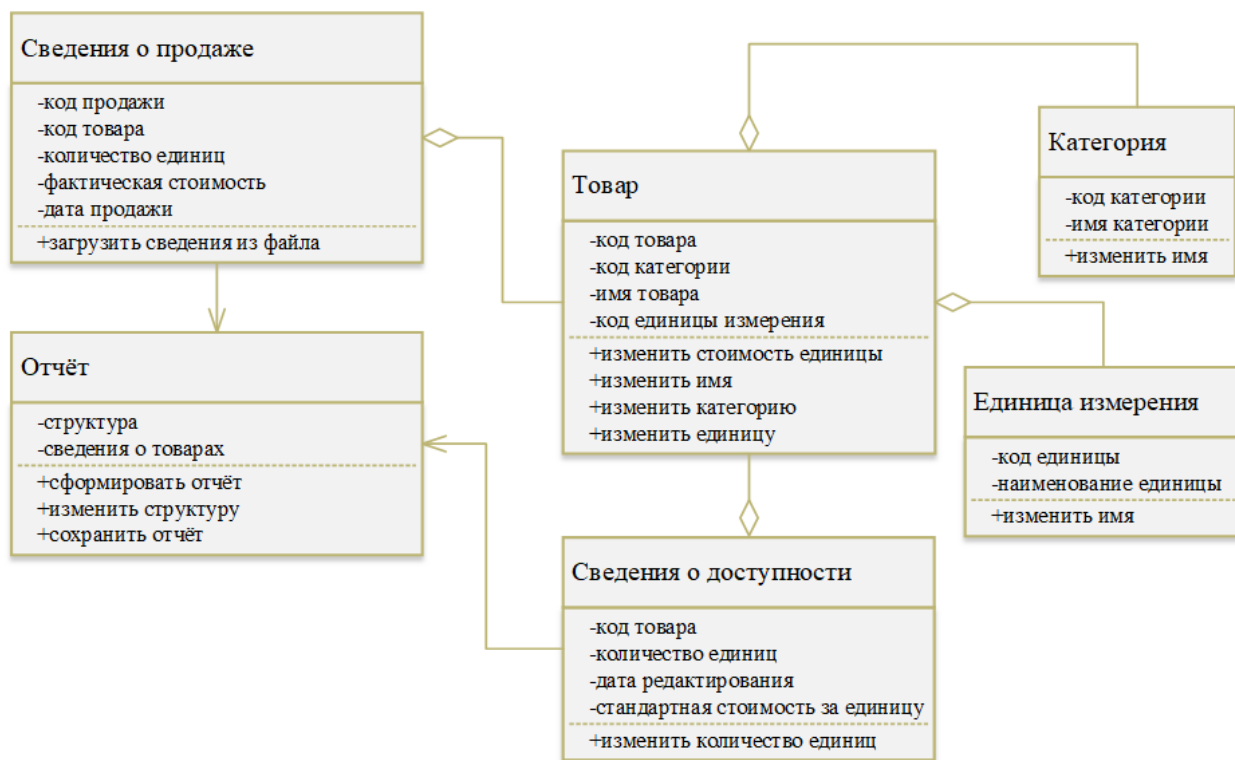 Сведения о продаже
-код продажи
-код товара
-количество единиц
-фактическая стоимость
-дата продажи
+загрузить сведения из файла
Отчёт
-структура
-сведения о товарах
+сформировать отчёт
+изменить структуру
+сохранить отчёт
Товар
-код товара
-код категории
-имя товара
-код единицы измерения
+изменить стоимость единицы
+изменить имя
+изменить категорию
+изменить единицу
Сведения о доступности
-код товара
-количество единиц
-дата редактирования
-стандартная стоимость за единицу
+изменить количество единиц
Категория
-код категории
-имя категории
+изменить имя
Единица измерения
-код единицы
-наименование единицы
+изменить имя